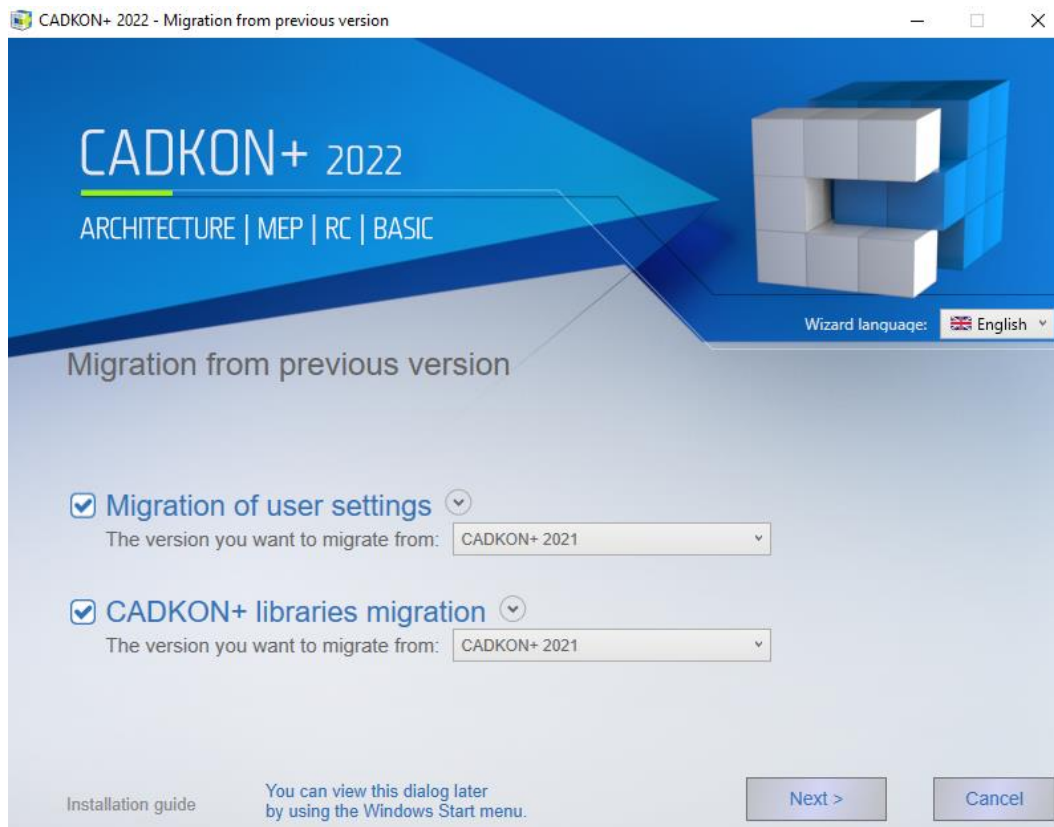 CADKON+ 2022 - Migration from previous version
CADKON+ 2022
ARCHITECTURE | MEP | RC | BASIC
Wizard language: English
Migration from previous version
Migration of user settings
The version you want to migrate from: CADKON+ 2021
CADKON+ libraries migration
The version you want to migrate from: CADKON+ 2021
Installation guide
You can view this dialog later
by using the Windows Start menu.
Next >
Cancel